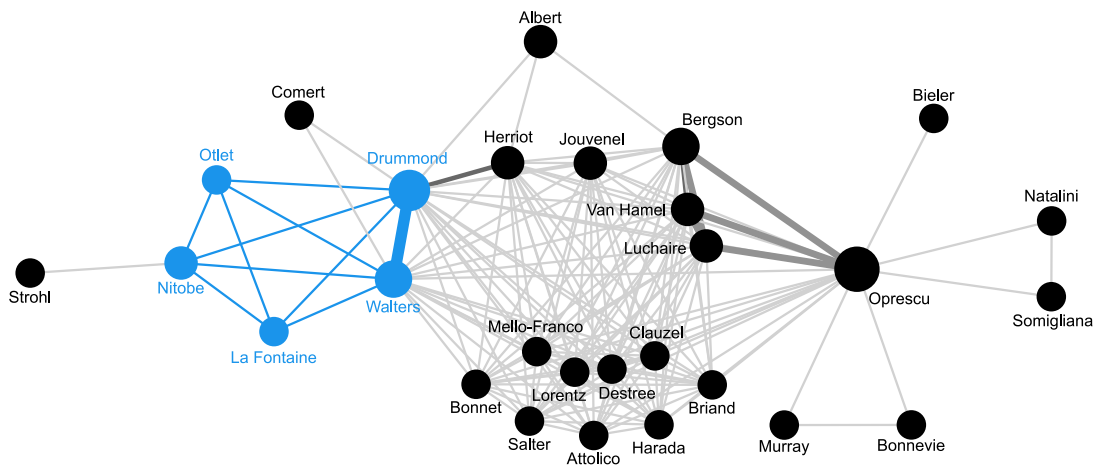 Albert
Bieler
Comert
Bergson
Herriot
Jouvenel
Drummond
Otlet
Natalini
Van Hamel
Luchaire
Strohl
Nitobe
Walters
Oprescu
Somigliana
Mello-Franco
Clauzel
La Fontaine
Lorentz
Destree
Bonnet
Briand
Salter
Harada
Attolico
Murray
Bonnevie